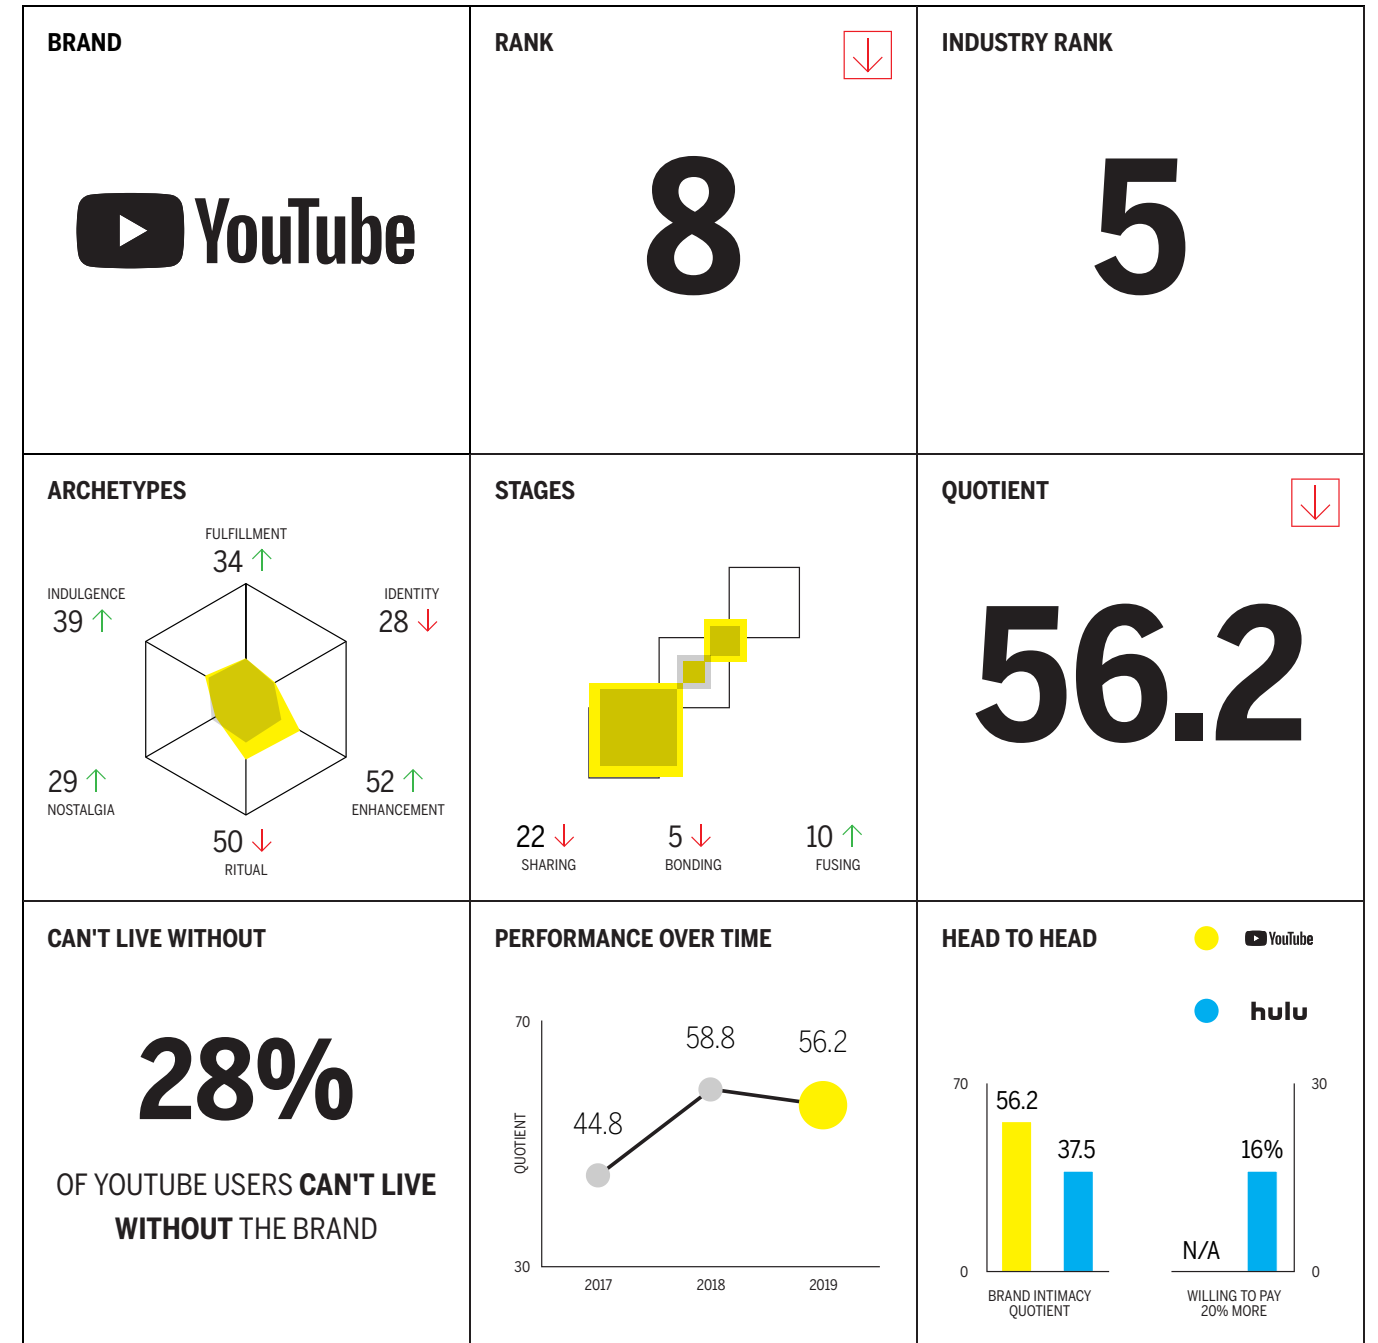 BRAND
YouTube
RANK
8
INDUSTRY RANK
5
ARCHETYPES
FULFILLMENT
34
INDULGENCE
39
IDENTITY
28
29
NOSTALGIA
52
ENHANCEMENT
50
RITUAL
STAGES
22
SHARING
5
BONDING
10
FUSING
QUOTIENT
56.2
CAN'T LIVE WITHOUT
28%
OF YOUTUBE USERS CAN'T LIVE
WITHOUT THE BRAND
PERFORMANCE OVER TIME
70
58.8
56.2
44.8
QUOTIENT
30
2017
2018
2019
HEAD TO HEAD
YouTube
hulu
70
56.2
37.5
0
BRAND INTIMACY
QUOTIENT
30
16%
N/A
0
WILLING TO PAY
20% MORE